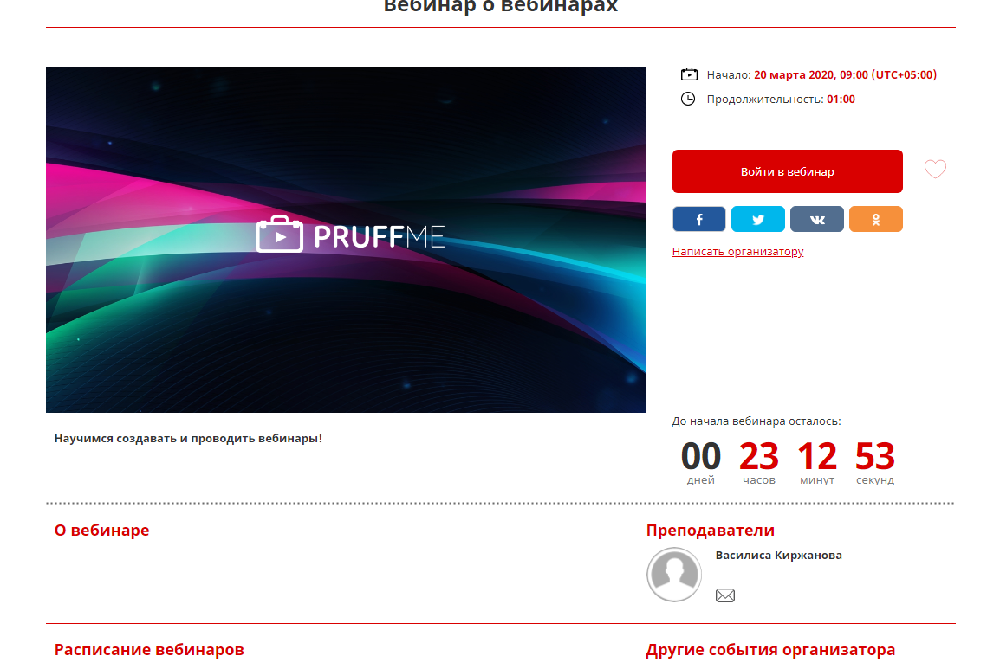 Вебинар о вебинарах
PRUFFME
Начало: 20 марта 2020, 09:00 (UTC+05:00)
Продолжительность: 01:00
Войти в вебинар
Написать организатору
До начала вебинара осталось:
00 23 12 53
дней часов минут секунд
Научимся создавать и проводить вебинары!
О вебинаре
Преподаватели
Василиса Киржанова
Расписание вебинаров
Другие события организатора